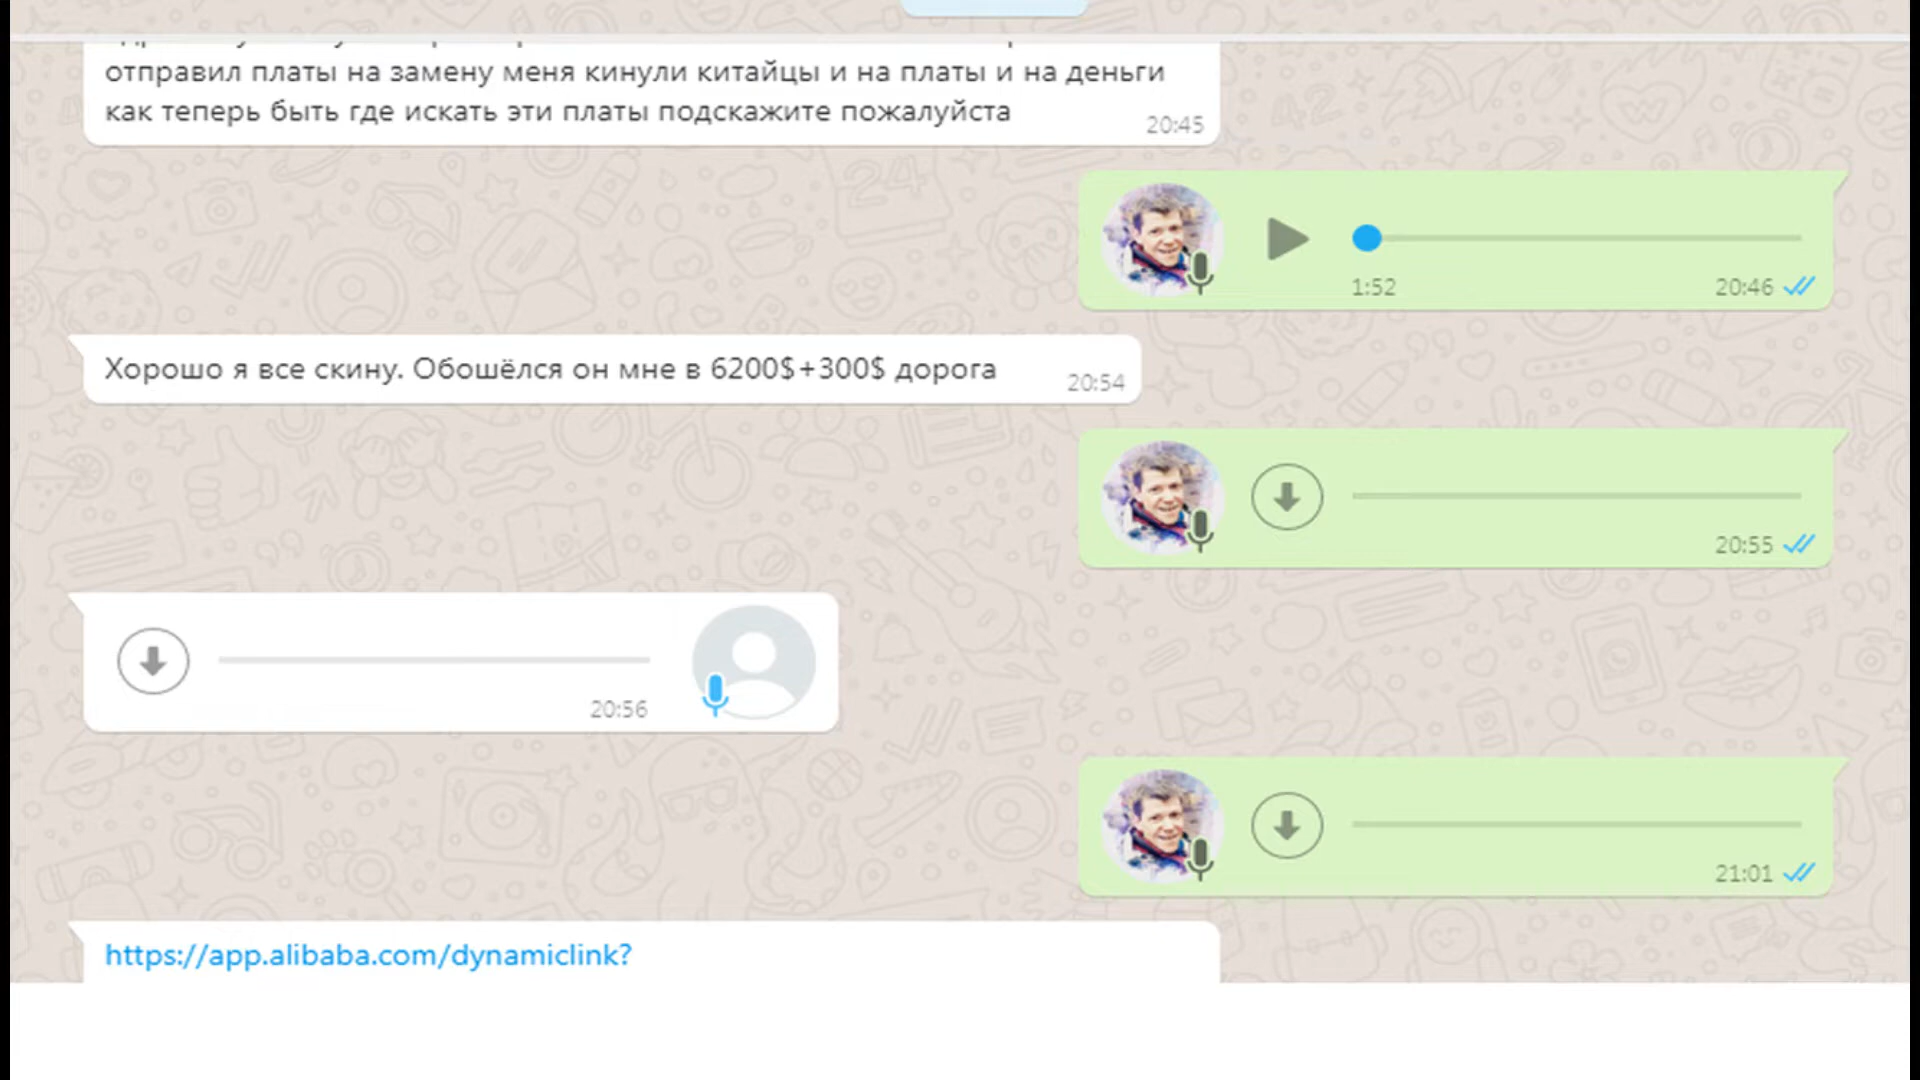 отправил платы на замену меня кинули китайцы и на платы и на деньги
как теперь быть где искать эти платы подскажите пожалуйста
20:45
1:52
20:46
Хорошо я все скину. Обошёлся он мне в 6200$+300$ дорога
20:54
20:55
20:56
21:01
https://app.alibaba.com/dynamiclink?